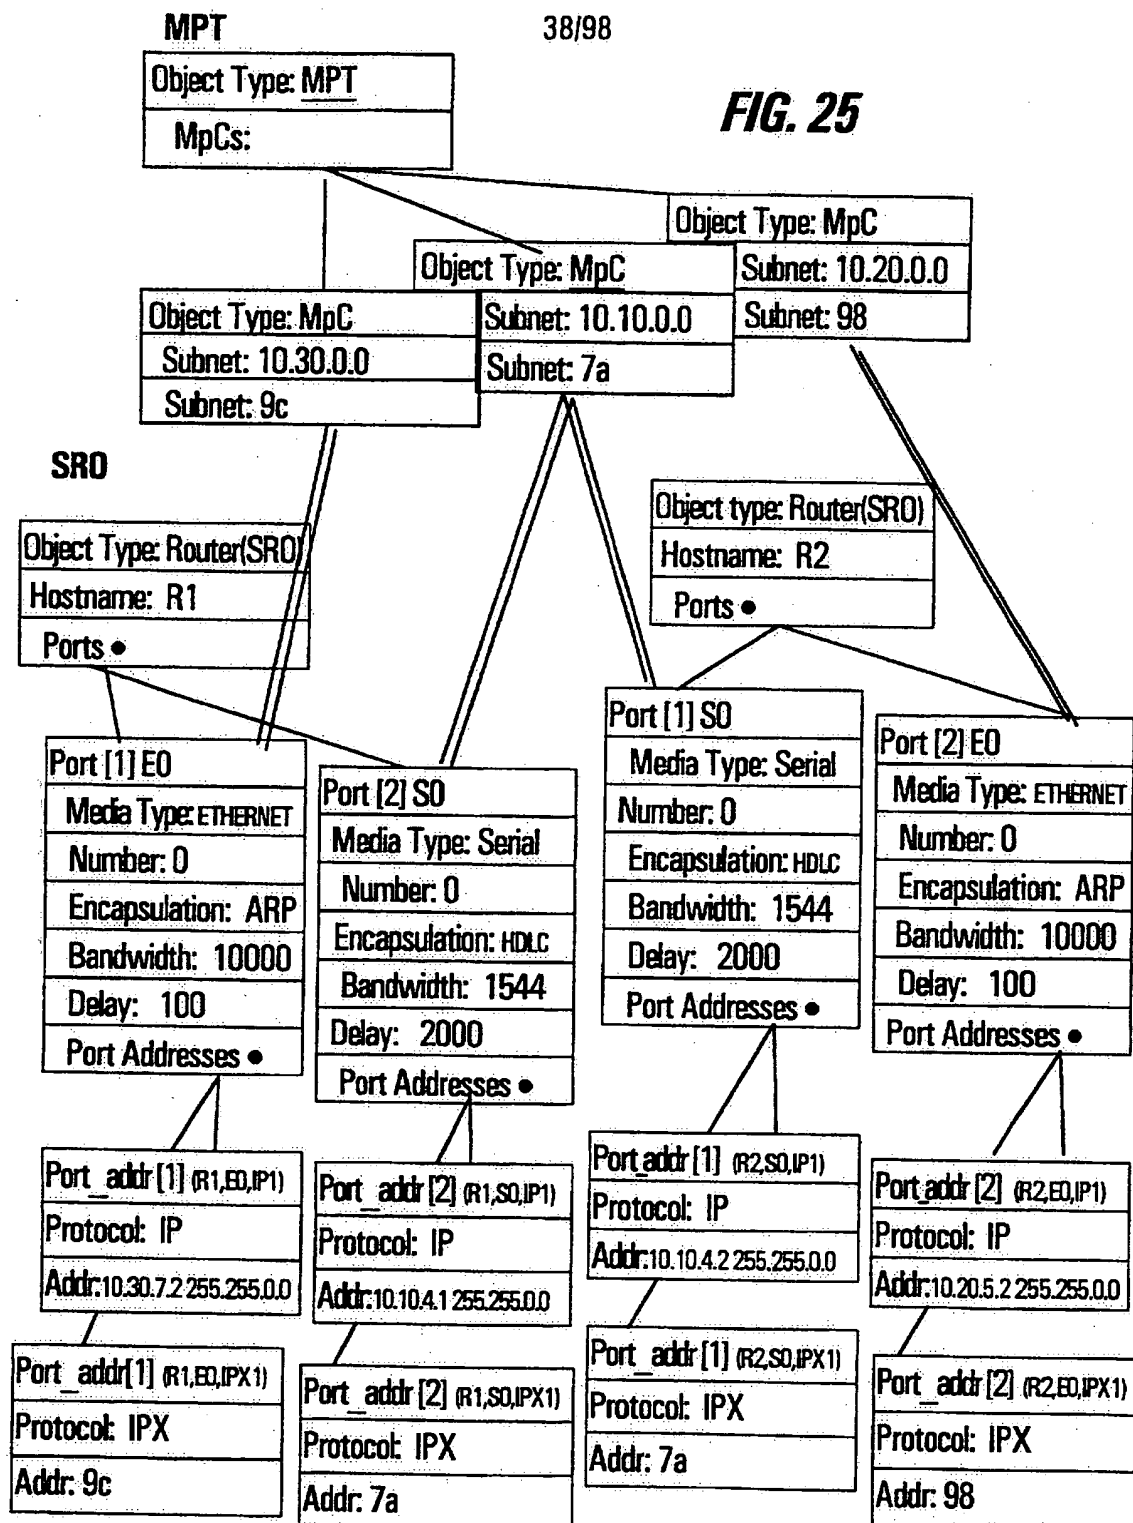 MPT
38/98
Object Type: MPT
MpCs:
FIG. 25
Object Type: MpC
Subnet: 10.20.0.0
Subnet: 98
Object Type: MpC
Subnet: 10.10.0.0
Subnet: 7a
Object Type: MpC
Subnet: 10.30.0.0
Subnet: 9c
SRO
Object Type: Router(SRO)
Hostname: R1
Ports •
Object type: Router(SRO)
Hostname: R2
Ports •
Port [1] E0
Media Type: ETHERNET
Number: 0
Encapsulation: ARP
Bandwidth: 10000
Delay: 100
Port Addresses •
Port [2] S0
Media Type: Serial
Number: 0
Encapsulation: HDLC
Bandwidth: 1544
Delay: 2000
Port Addresses •
Port [1] S0
Media Type: Serial
Number: 0
Encapsulation: HDLC
Bandwidth: 1544
Delay: 2000
Port Addresses •
Port [2] E0
Media Type: ETHERNET
Number: 0
Encapsulation: ARP
Bandwidth: 10000
Delay: 100
Port Addresses •
Port_addr [1] (R1,E0,IP1)
Protocol: IP
Addr:10.30.7.2 255.255.0.0
Port_addr [2] (R1,S0,IP1)
Protocol: IP
Addr:10.10.4.1 255.255.0.0
Port_addr [1] (R2,S0,IP1)
Protocol: IP
Addr:10.10.4.2 255.255.0.0
Port_addr [2] (R2,E0,IP1)
Protocol: IP
Addr:10.20.5.2 255.255.0.0
Port_addr[1] (R1,E0,IPX1)
Protocol: IPX
Addr: 9c
Port_addr [2] (R1,S0,IPX1)
Protocol: IPX
Addr: 7a
Port_addr [1] (R2,S0,IPX1)
Protocol: IPX
Addr: 7a
Port_addr [2] (R2,E0,IPX1)
Protocol: IPX
Addr: 98